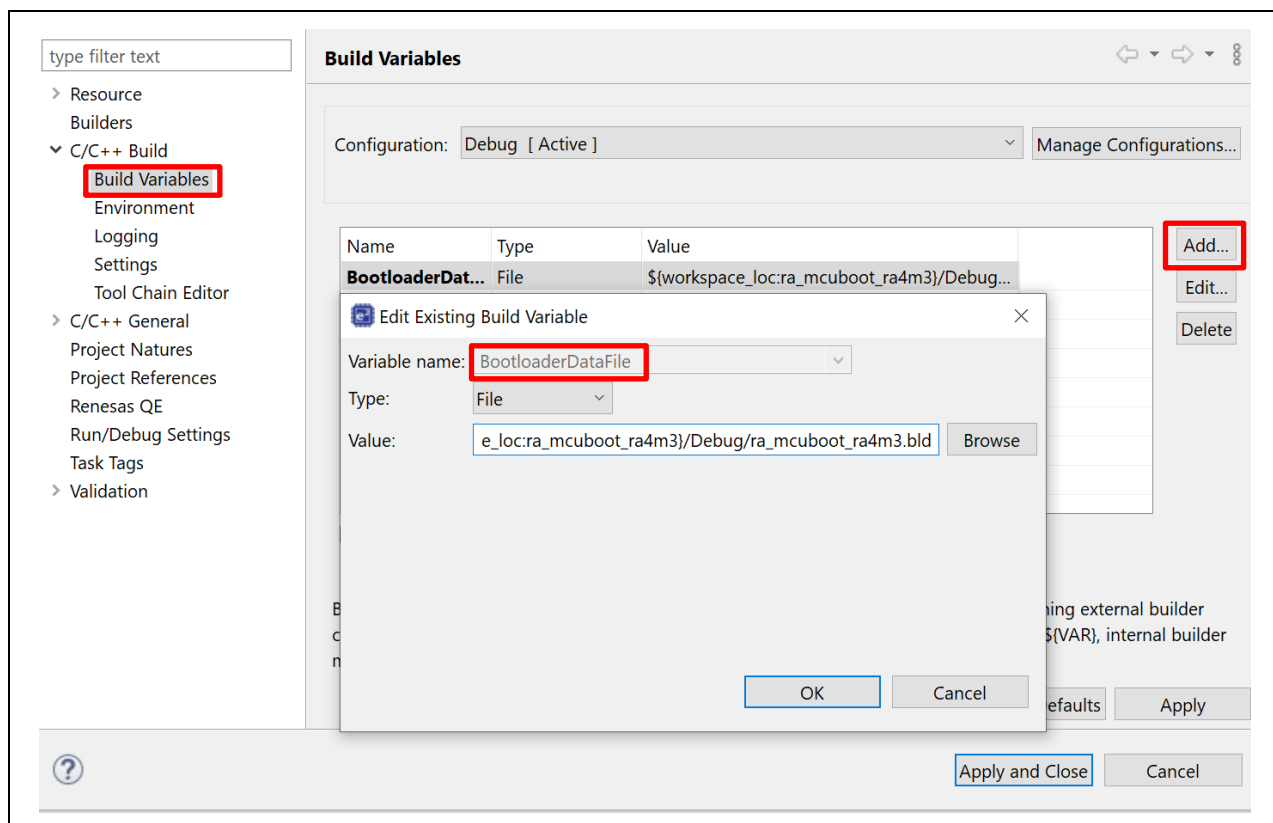 type filter text
Resource
Builders
C/C++ Build
Build Variables
Environment
Logging
Settings
Tool Chain Editor
C/C++ General
Project Natures
Project References
Renesas QE
Run/Debug Settings
Task Tags
Validation
Build Variables
Configuration: Debug [ Active ] Manage Configurations...
Name Type Value
BootloaderDat... File ${workspace_loc:ra_mcuboot_ra4m3}/Debug...
Add...
Edit...
Delete
Edit Existing Build Variable
Variable name: BootloaderDataFile
Type: File
Value: e_loc:ra_mcuboot_ra4m3}/Debug/ra_mcuboot_ra4m3.bld Browse
external builder
${VAR}, internal builder
OK Cancel
Apply
Apply and Close Cancel